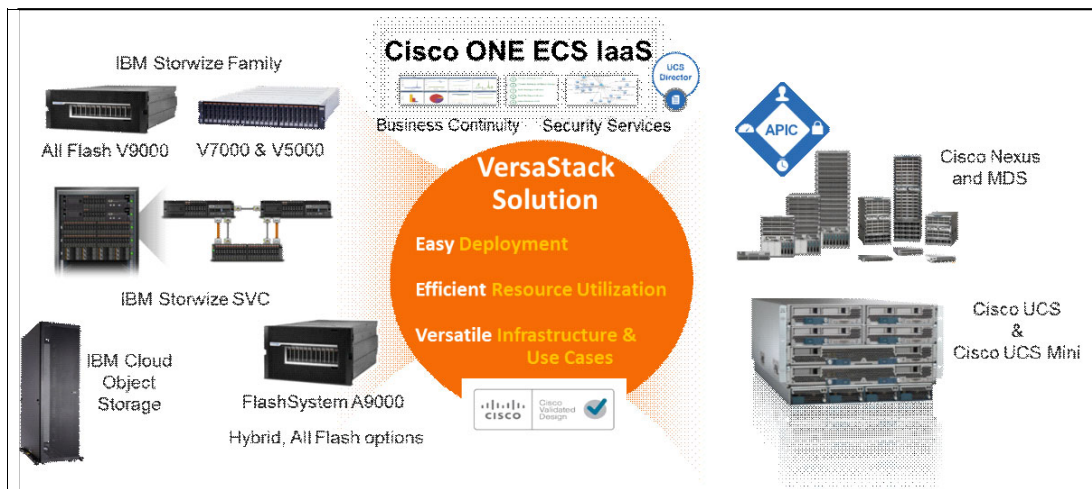 Cisco ONE ECS IaaS
UCS
Director
Business Continuity
Security Services
IBM Storwize Family
All Flash V9000
V7000 & V5000
IBM Storwize SVC
IBM Cloud
Object
Storage
FlashSystem A9000
Hybrid, All Flash options
VersaStack
Solution
Easy Deployment
Efficient Resource Utilization
Versatile Infrastructure &
Use Cases
CISCO
Cisco
Validated
Design
APIC
Cisco Nexus
and MDS
Cisco UCS
&
Cisco UCS Mini